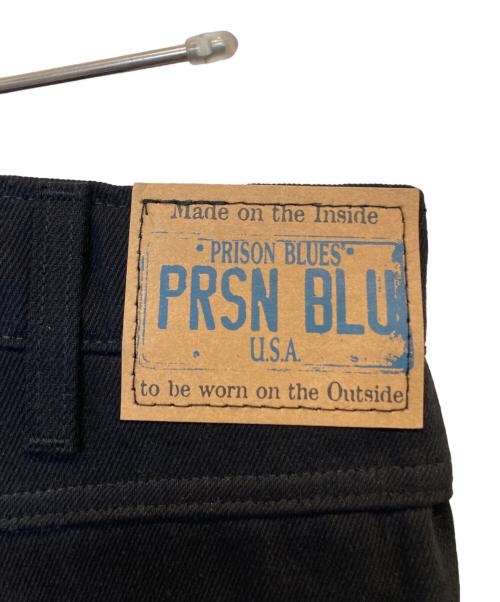 Made on the Inside
PRISON BLUES
PRSN BLU
U.S.A.
to be worn on the Outside